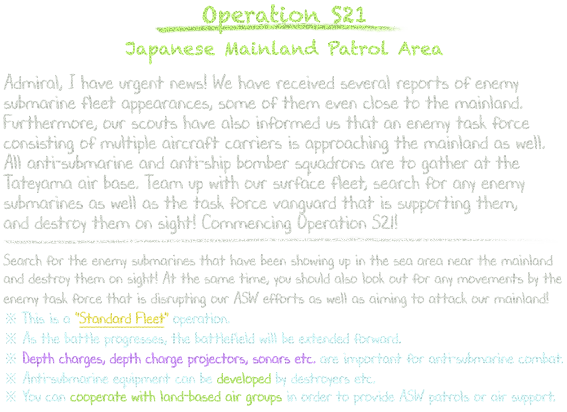 Operation S21
Japanese Mainland Patrol Area
Admiral, I have urgent news! We have received several reports of enemy
submarine fleet appearances, some of them even close to the mainland.
Furthermore, our scouts have also informed us that an enemy task force
consisting of multiple aircraft carriers is approaching the mainland as well.
All anti-submarine and anti-ship bomber squadrons are to gather at the
Tateyama air base. Team up with our surface fleet, search for any enemy
submarines as well as the task force vanguard that is supporting them,
and destroy them on sight! Commencing Operation S21!
Search for the enemy submarines that have been showing up in the sea area near the mainland
and destroy them on sight! At the same time, you should also look out for any movements by the
enemy task force that is disrupting our ASW efforts as well as aiming to attack our mainland!
※ This is a "Standard Fleet" operation.
※ As the battle progresses, the battlefield will be extended forward.
※ Depth charges, depth charge projectors, sonars etc. are important for anti-submarine combat.
※ Anti-submarine equipment can be developed by destroyers etc.
※ You can cooperate with land-based air groups in order to provide ASW patrols or air support.